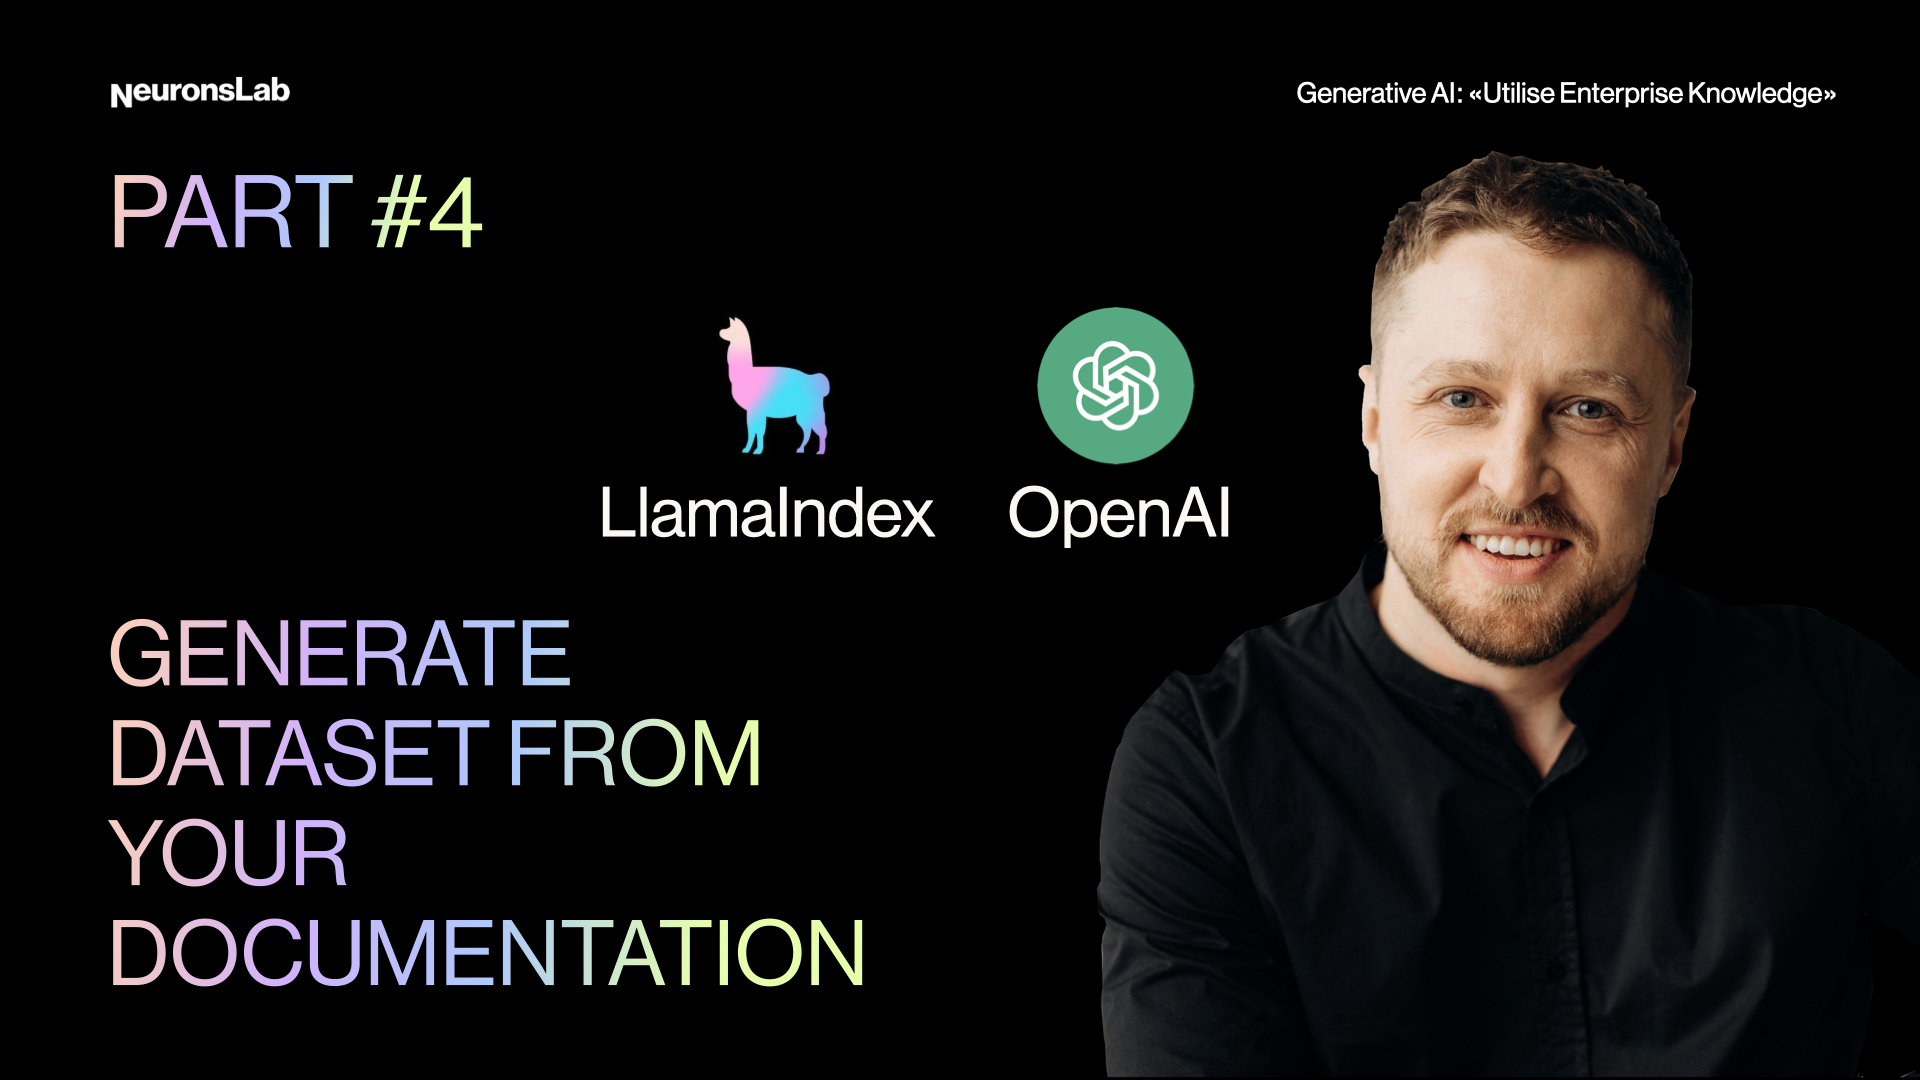 NeuronsLab
Generative AI: «Utilise Enterprise Knowledge»
PART #4
LlamaIndex
OpenAI
GENERATE
DATASET FROM
YOUR
DOCUMENTATION